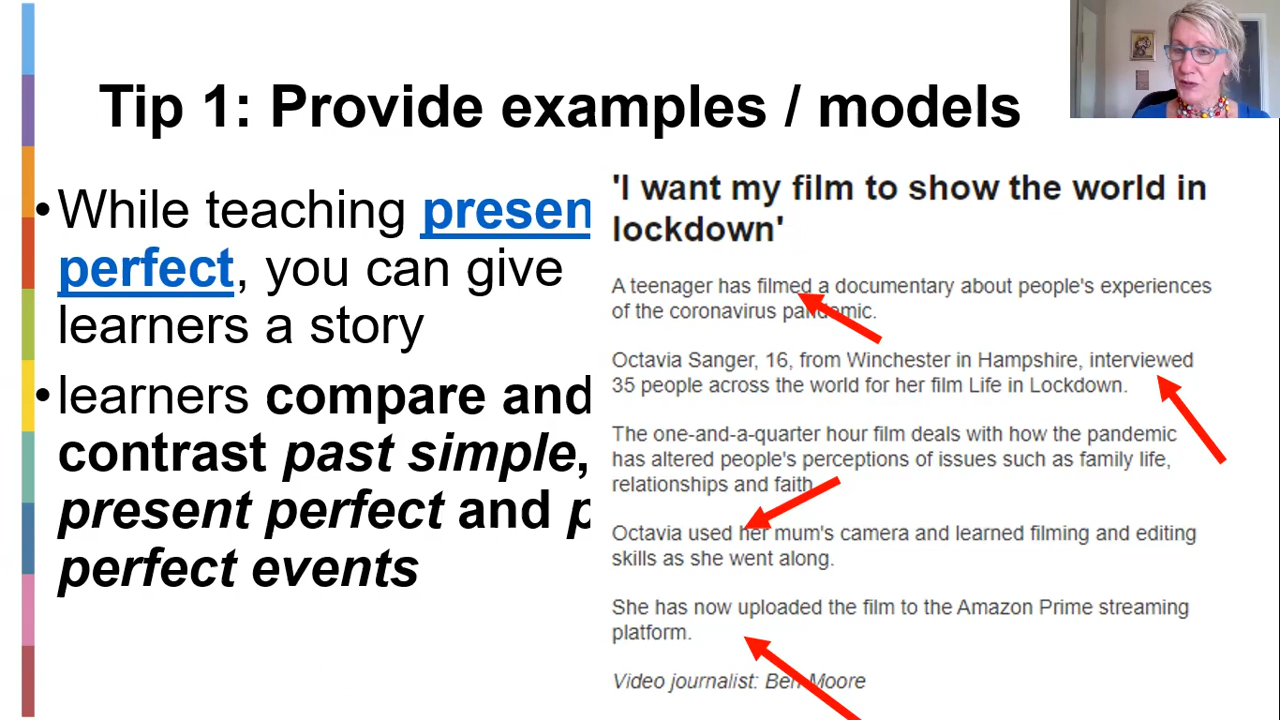 Tip 1: Provide examples / models
•While teaching presen
perfect, you can give
learners a story
•learners compare and
contrast past simple,
present perfect and p
perfect events
'I want my film to show the world in
lockdown'
A teenager has filmed a documentary about people's experiences
of the coronavirus pandemic.
Octavia Sanger, 16, from Winchester in Hampshire, interviewed
35 people across the world for her film Life in Lockdown.
The one-and-a-quarter hour film deals with how the pandemic
has altered people's perceptions of issues such as family life,
relationships and faith
Octavia used her mum's camera and learned filming and editing
skills as she went along.
She has now uploaded the film to the Amazon Prime streaming
platform.
Video journalist: Ben Moore